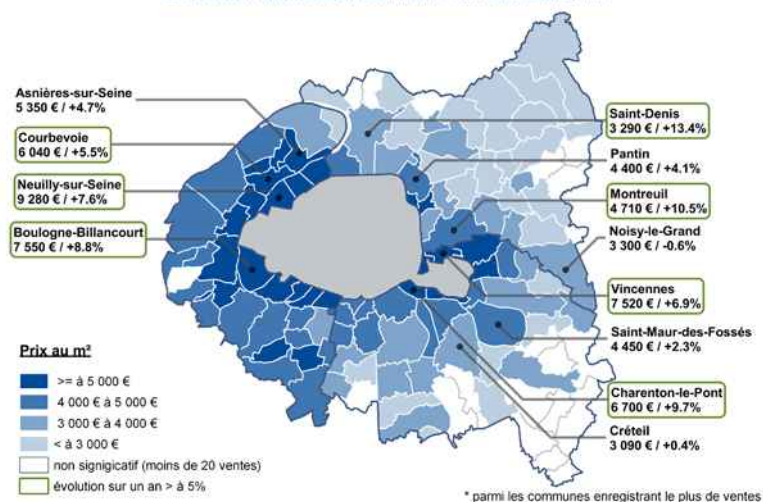 Asnières-sur-Seine
5 350 € / +4.7%
Courbevoie
6 040 € / +5.5%
Neuilly-sur-Seine
9 280 € / +7.6%
Boulogne-Billancourt
7 550 € / +8.8%
Saint-Denis
3 290 € / +13.4%
Pantin
4 400 € / +4.1%
Montreuil
4 710 € / +10.5%
Noisy-le-Grand
3 300 € / -0.6%
Vincennes
7 520 € / +6.9%
Saint-Maur-des-Fossés
4 450 € / +2.3%
Charenton-le-Pont
6 700 € / +9.7%
Créteil
3 090 € / +0.4%
Prix au m²
>= à 5 000 €
4 000 € à 5 000 €
3 000 € à 4 000 €
< à 3 000 €
non signigicatif (moins de 20 ventes)
évolution sur un an > à 5%
* parmi les communes enregistrant le plus de ventes